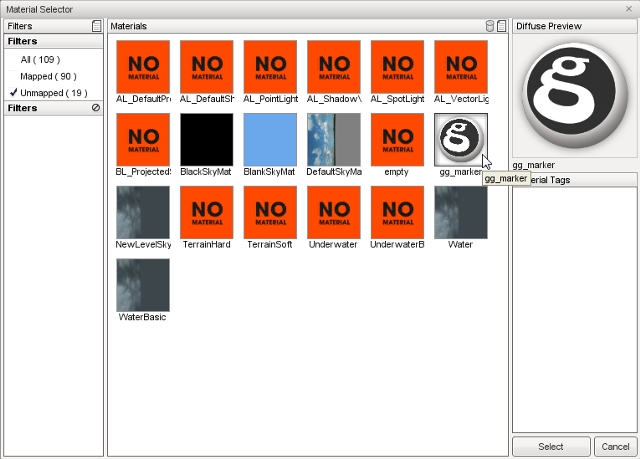 Material Selector
Filters
Filters
All ( 109 )
Mapped ( 90 )
Unmapped ( 19 )
Filters
Materials
NO MATERIAL
NO MATERIAL
NO MATERIAL
NO MATERIAL
NO MATERIAL
NO MATERIAL
AL_DefaultPr AL_DefaultSh AL_PointLight AL_Shadow AL_SpotLight AL_VectorLig
NO MATERIAL
NO MATERIAL
g
BL_Projected BlackSkyMat BlankSkyMat DefaultSkyMa empty gg_marker
gg_marker
NO MATERIAL
NO MATERIAL
NO MATERIAL
NO MATERIAL
NewLevelSky TerrainHard TerrainSoft Underwater UnderwaterB Water
WaterBasic
Diffuse Preview
g
gg_marker
erial Tags
Select
Cancel